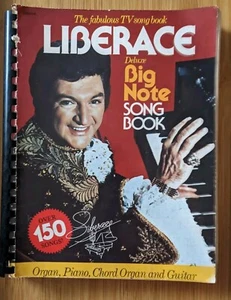 The fabulous TV song book
LIBERACE
Deluxe
Big
Note
SONG
BOOK
OVER
150
SONGS!
Liberace
Organ, Piano, Chord Organ and Guitar